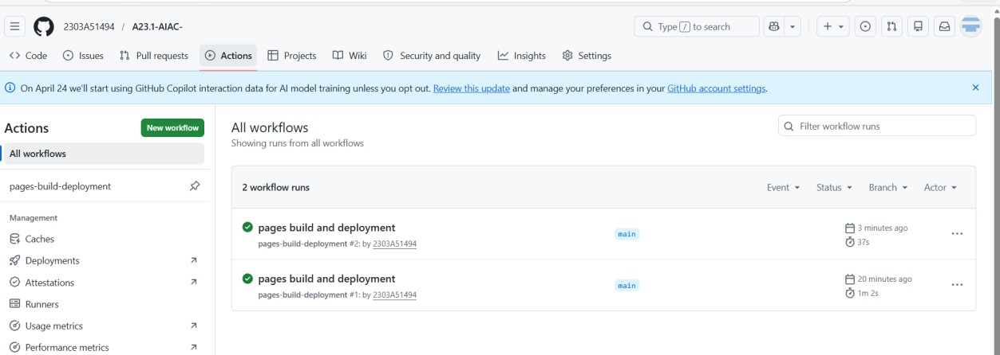 2303A51494 / A23.1-AIAC-
Type / to search
Code Issues Pull requests Actions Projects Wiki Security and quality Insights Settings
On April 24 we'll start using GitHub Copilot interaction data for AI model training unless you opt out. Review this update and manage your preferences in your GitHub account settings.
Actions
New workflow
All workflows
pages-build-deployment
Management
Caches
Deployments
Attestations
Runners
Usage metrics
Performance metrics
All workflows
Showing runs from all workflows
Filter workflow runs
2 workflow runs
Event Status Branch Actor
pages build and deployment
pages-build-deployment #2: by 2303A51494
main
3 minutes ago
37s
pages build and deployment
pages-build-deployment #1: by 2303A51494
main
20 minutes ago
1m 2s